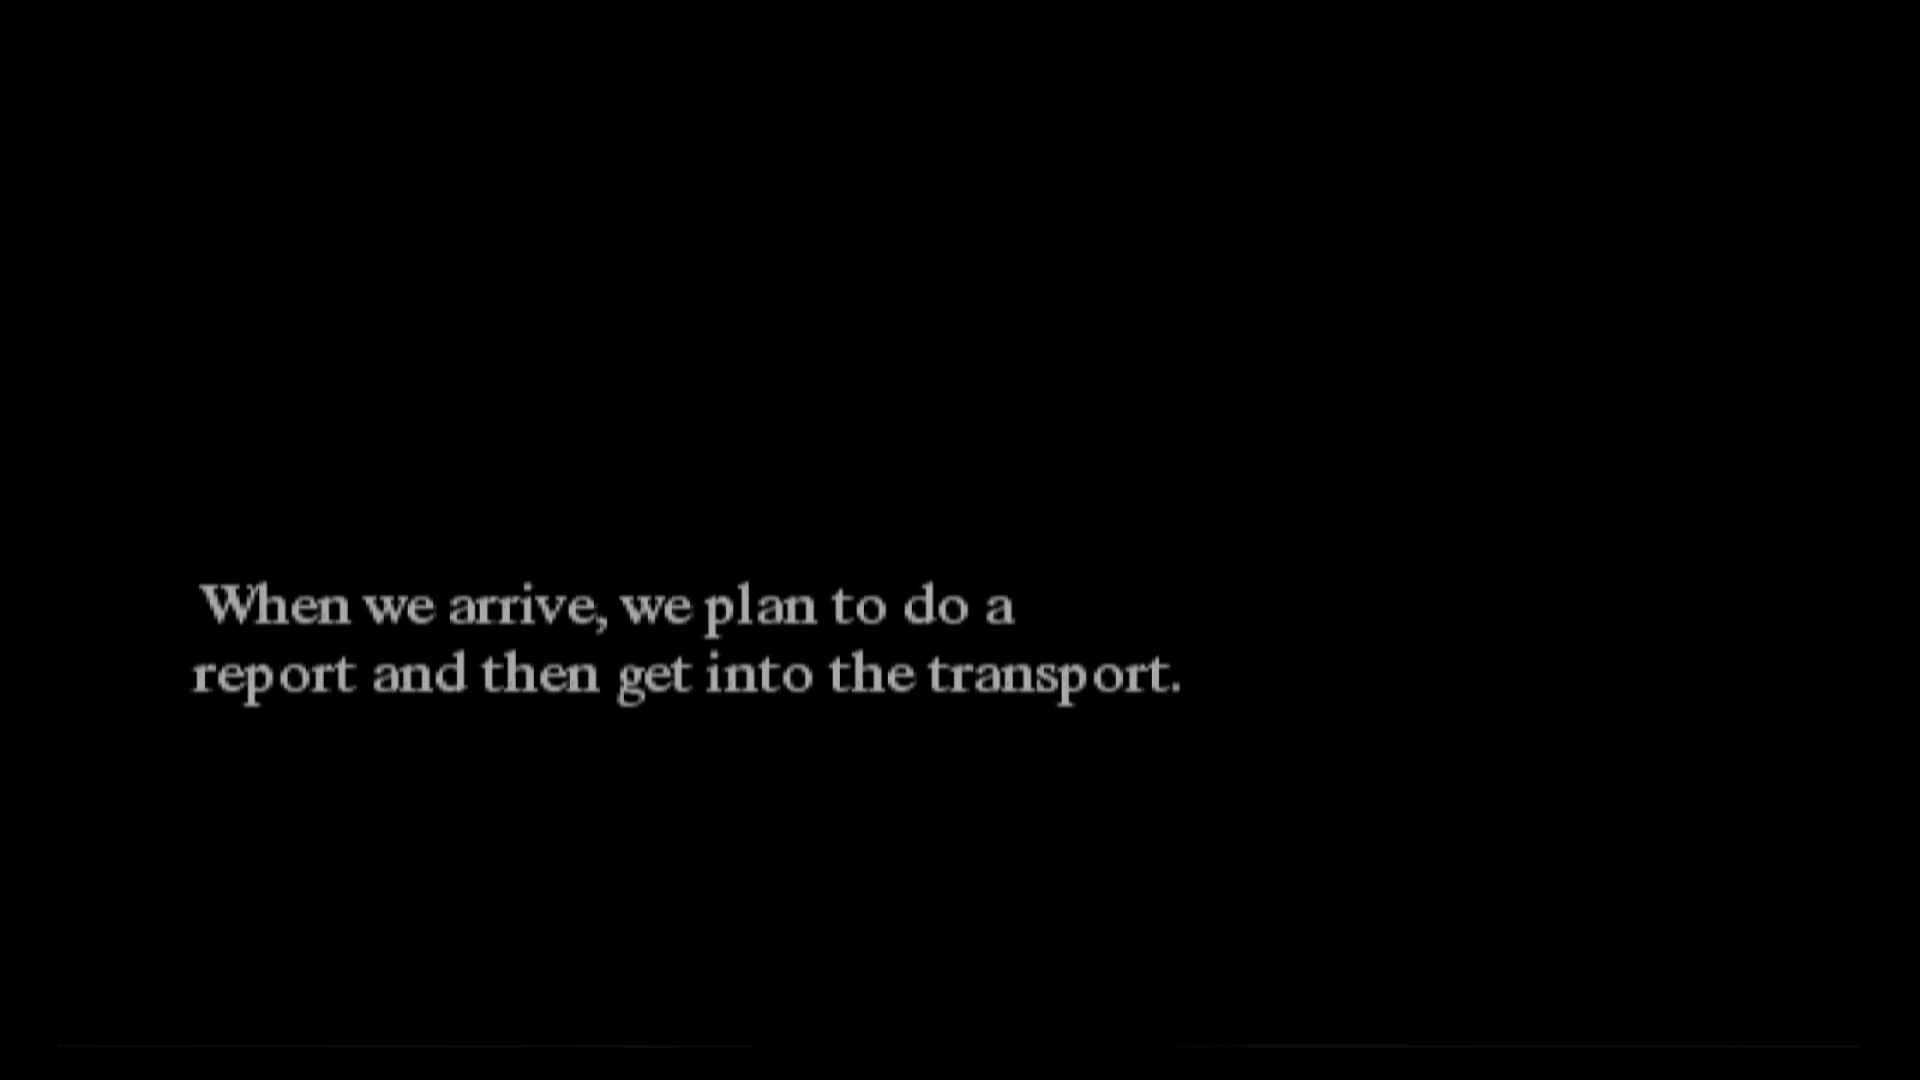 When we arrive, we plan to do a
report and then get into the transport.